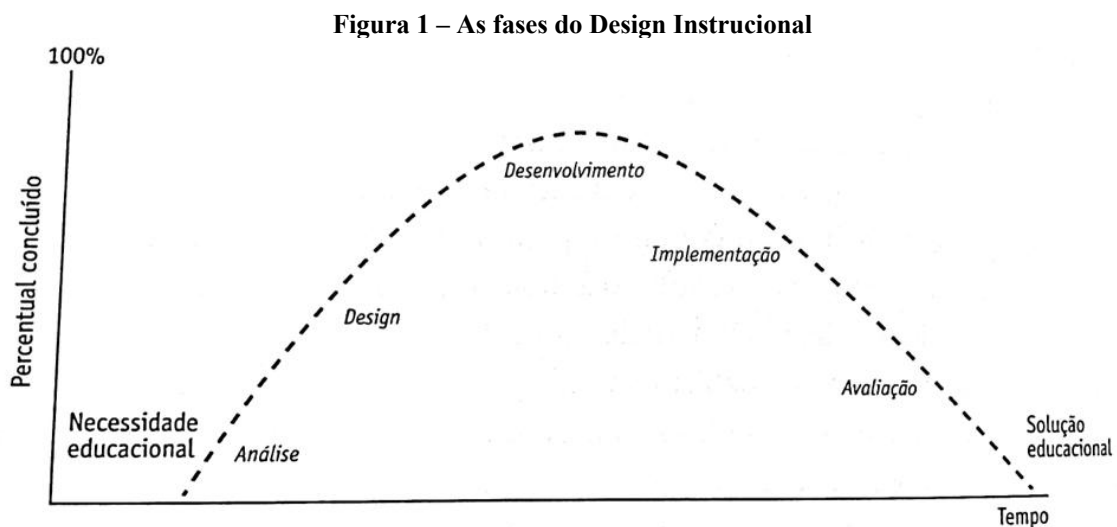 Figura 1 – As fases do Design Instrucional
100%
Percentual concluído
Desenvolvimento
Implementação
Design
Avaliação
Necessidade
educacional
Análise
Solução
educacional
Tempo